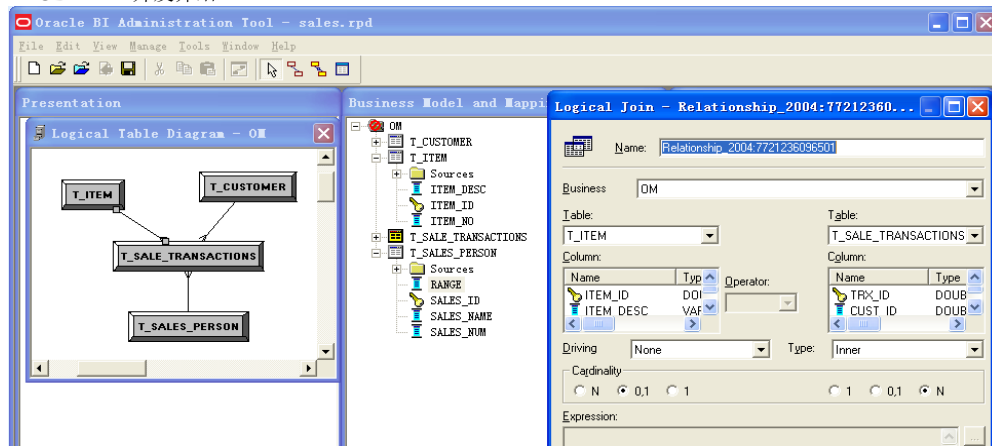 Oracle BI Administration Tool - sales.rpd
File Edit View Manage Tools Window Help
Presentation
Business Model and Mappi
Logical Join - Relationship_2004:77212360...
Logical Table Diagram - OM
T_ITEM
T_CUSTOMER
T_SALE_TRANSACTIONS
T_SALES_PERSON
OM
T_CUSTOMER
T_ITEM
Sources
ITEM_DESC
ITEM_ID
ITEM_NO
T_SALE_TRANSACTIONS
T_SALES_PERSON
Sources
RANGE
SALES_ID
SALES_NAME
SALES_NUM
Name: Relationship_2004:7721236096501
Business OM
Table: Table:
T_ITEM T_SALE_TRANSACTIONS
Column: Column:
Name Typ Operator: Name Type
ITEM_ID DOI TRX_ID DOUB
ITEM_DESC VAF CUST_ID DOUB
Driving None Type: Inner
Cardinality
N 0,1 1 1 0,1 N
Expression:
...